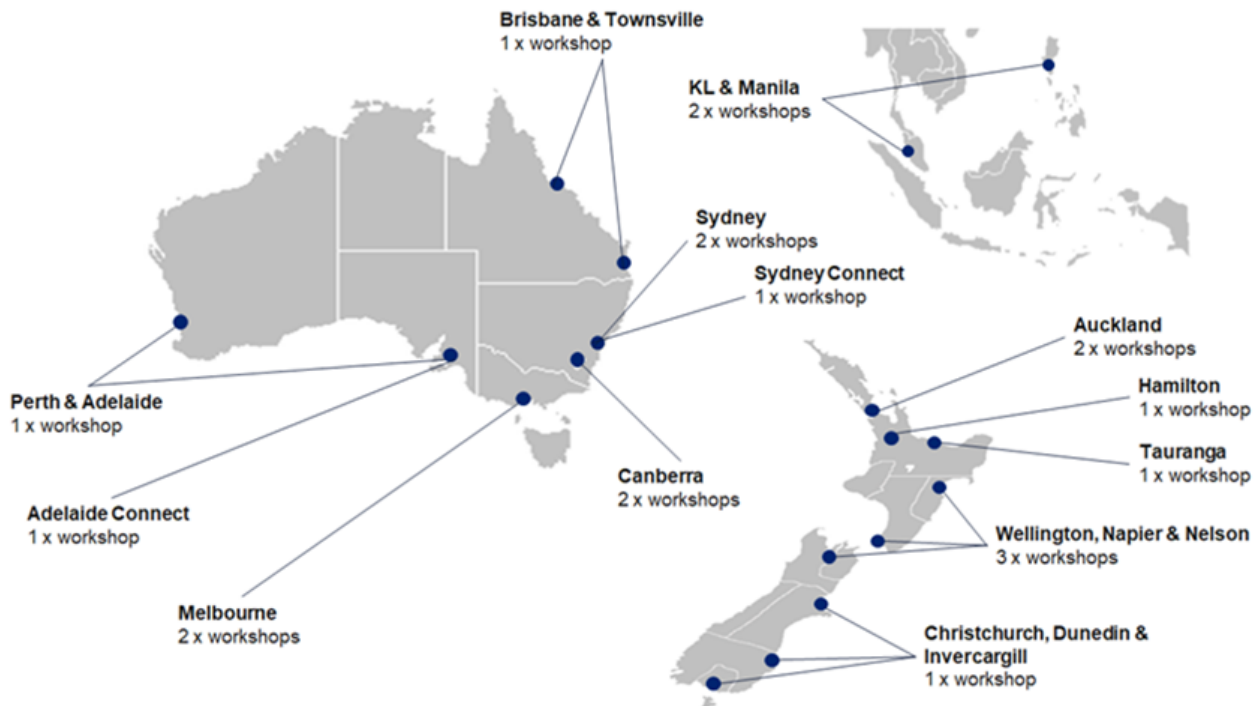 Brisbane & Townsville
1 x workshop
KL & Manila
2 x workshops
Sydney
2 x workshops
Sydney Connect
1 x workshop
Auckland
2 x workshops
Hamilton
1 x workshop
Perth & Adelaide
1 x workshop
Tauranga
1 x workshop
Canberra
2 x workshops
Adelaide Connect
1 x workshop
Wellington, Napier & Nelson
3 x workshops
Melbourne
2 x workshops
Christchurch, Dunedin &
Invercargill
1 x workshop